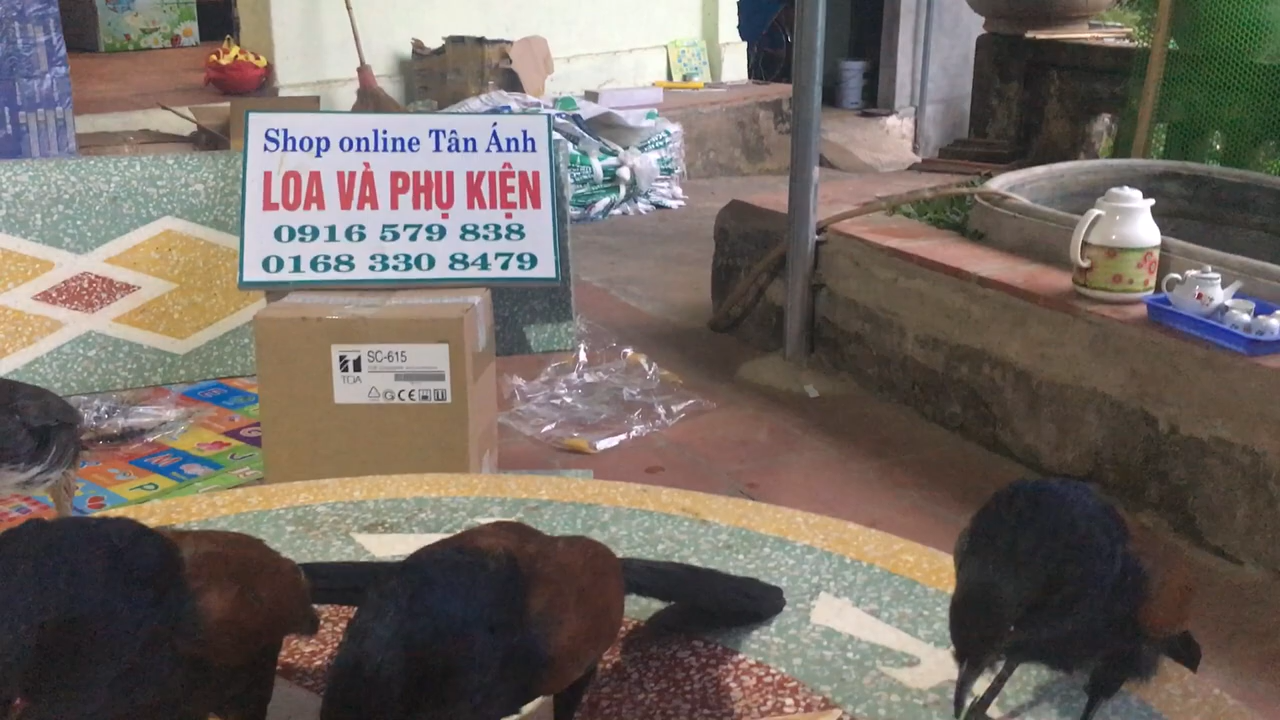 Shop online Tân Ánh
LOA VÀ PHỤ KIỆN
0916 579 838
0168 330 8479
SC-615
TOA